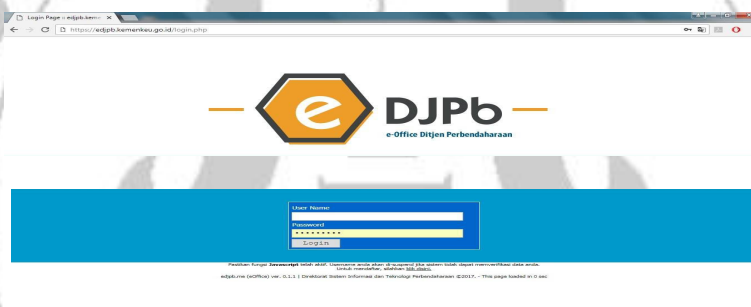 Login Page :: edjpb.keme
https://edjpb.kemenkeu.go.id/login.php
e DJPb
e-Office Ditjen Perbendaharaan
User Name
Password
Login
Pastikan fungsi Javascript telah aktif. Username anda akan di-suspend jika sistem tidak dapat memverifikasi data anda.
Untuk mendaftar, silahkan klik disini.
edjpb.me (eOffice) ver. 0.1.1 | Direktorat Sistem Informasi dan Teknologi Perbendaharaan @2017. - This page loaded in 0 sec